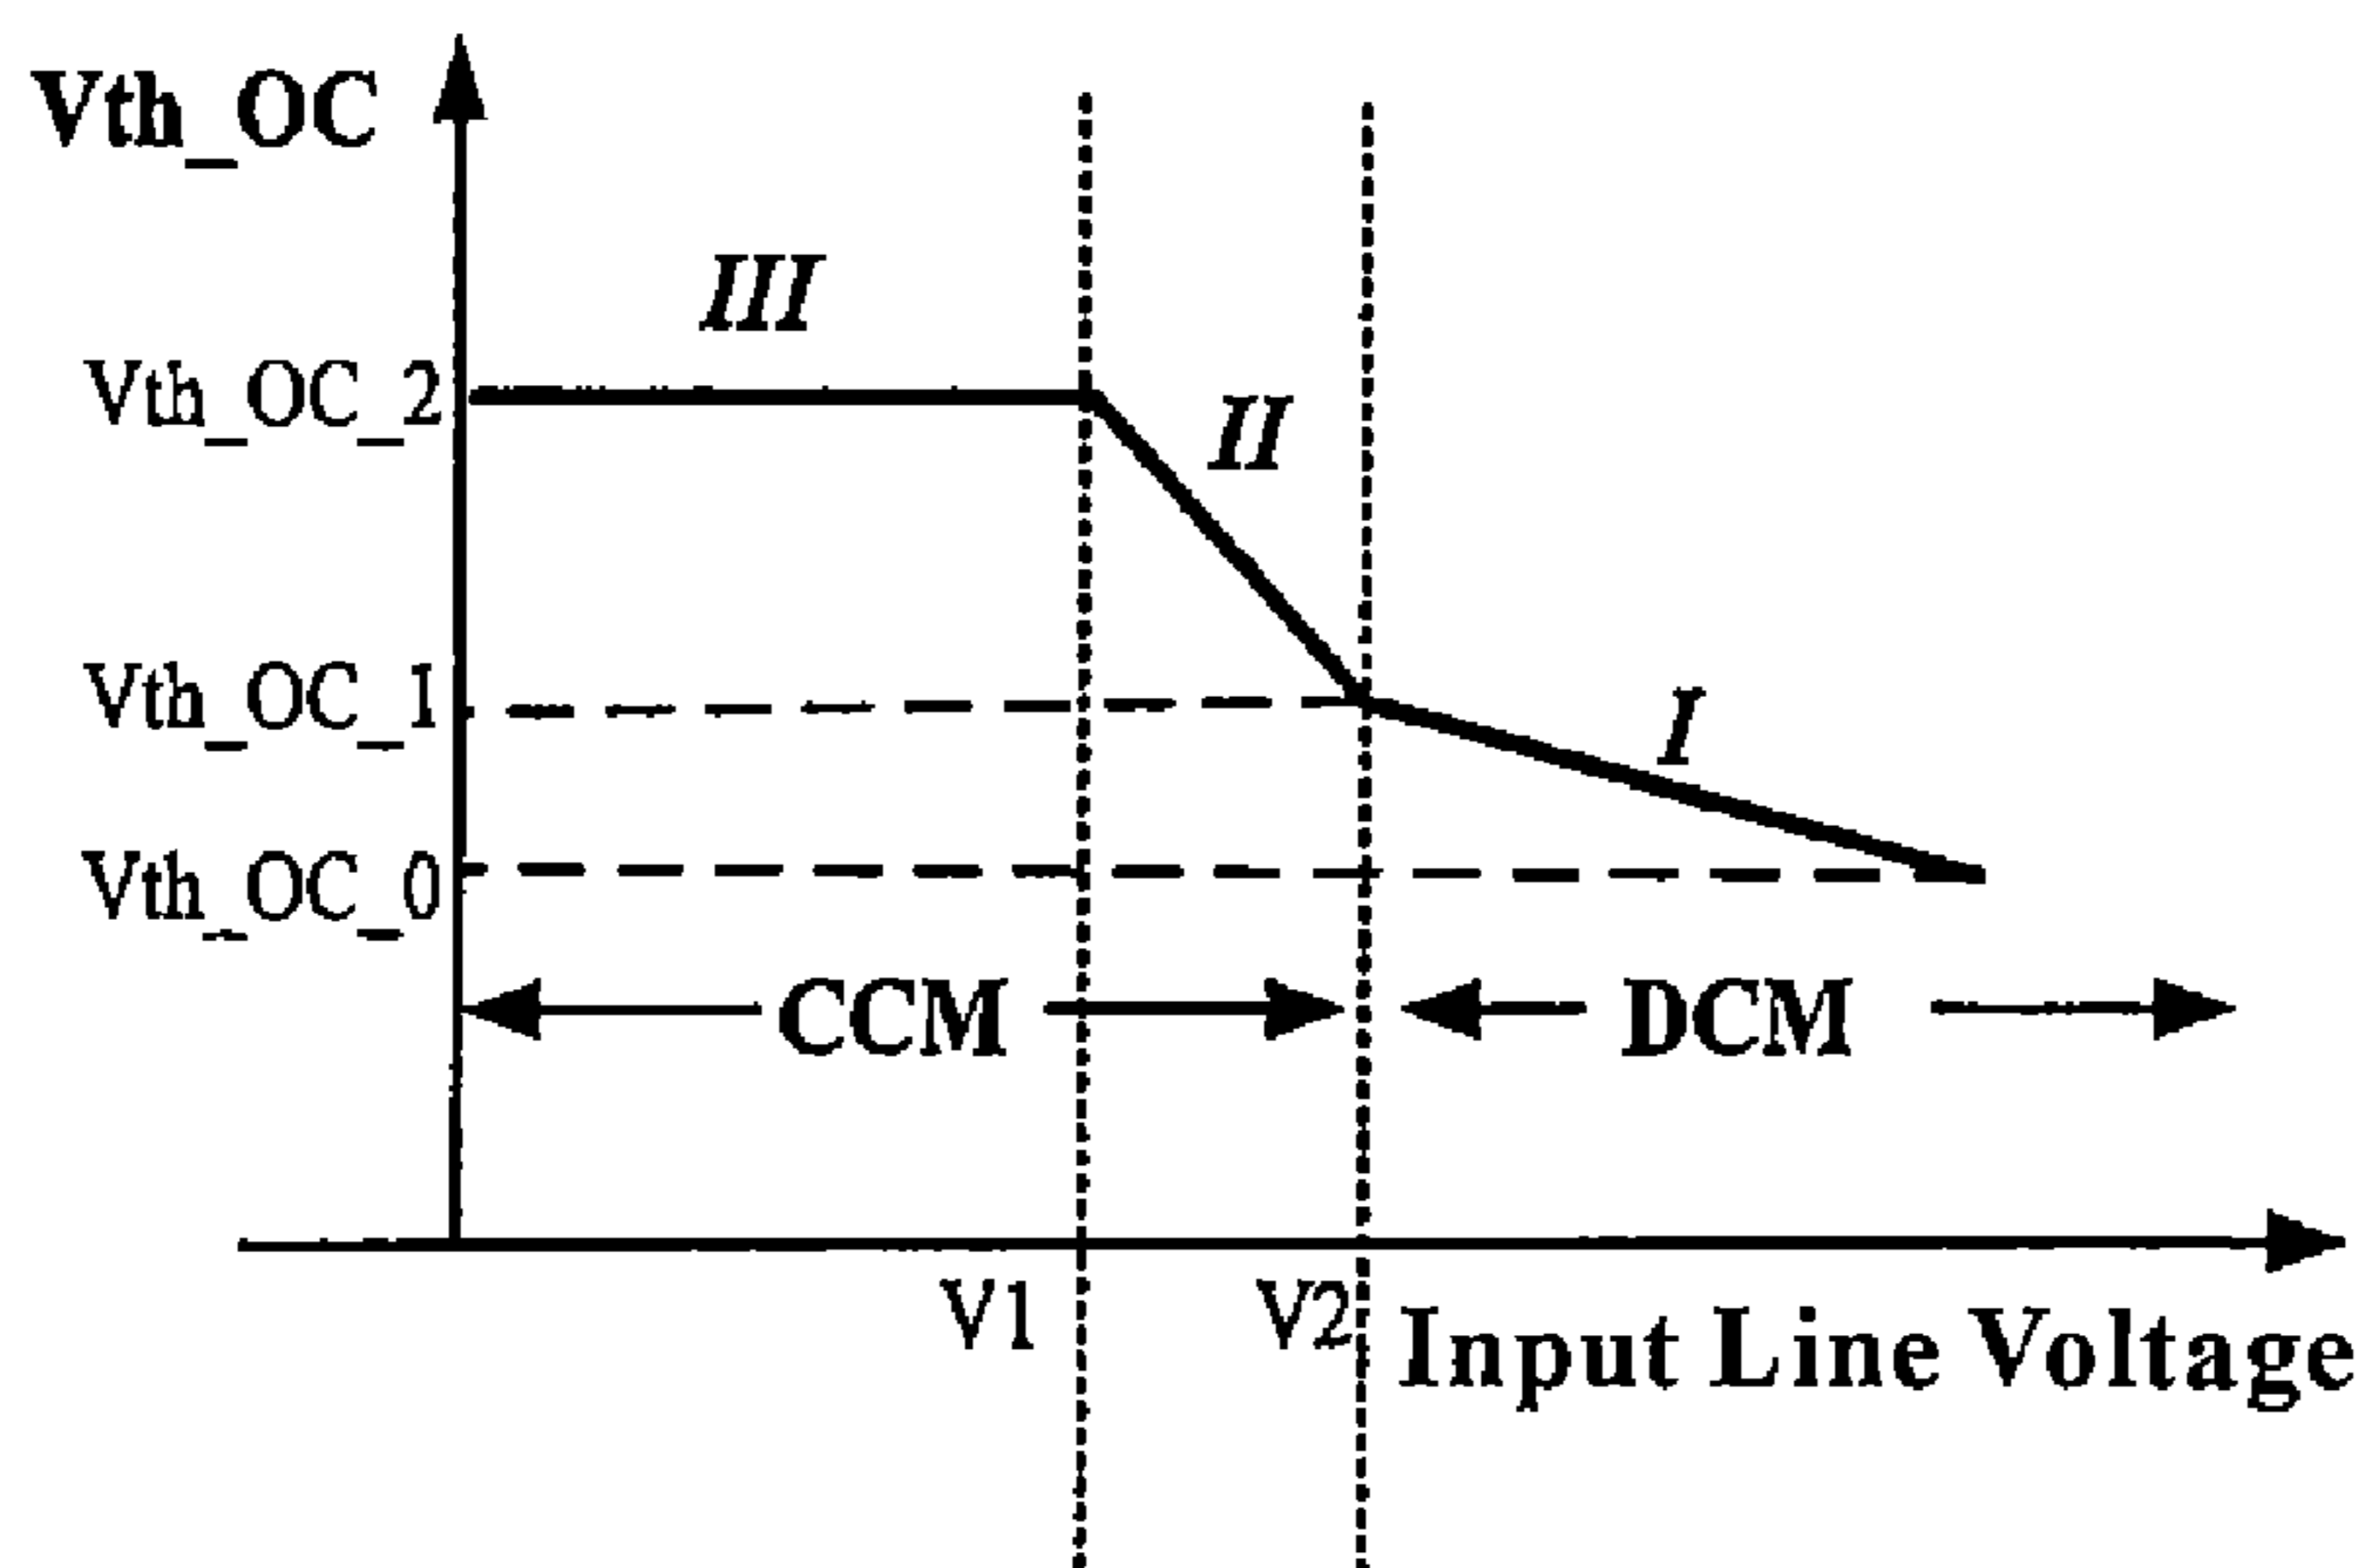 Vth_OC
III
Vth_OC_2
II
Vth_OC_1
I
Vth_OC_0
CCM
DCM
V1
V2
Input Line Voltage